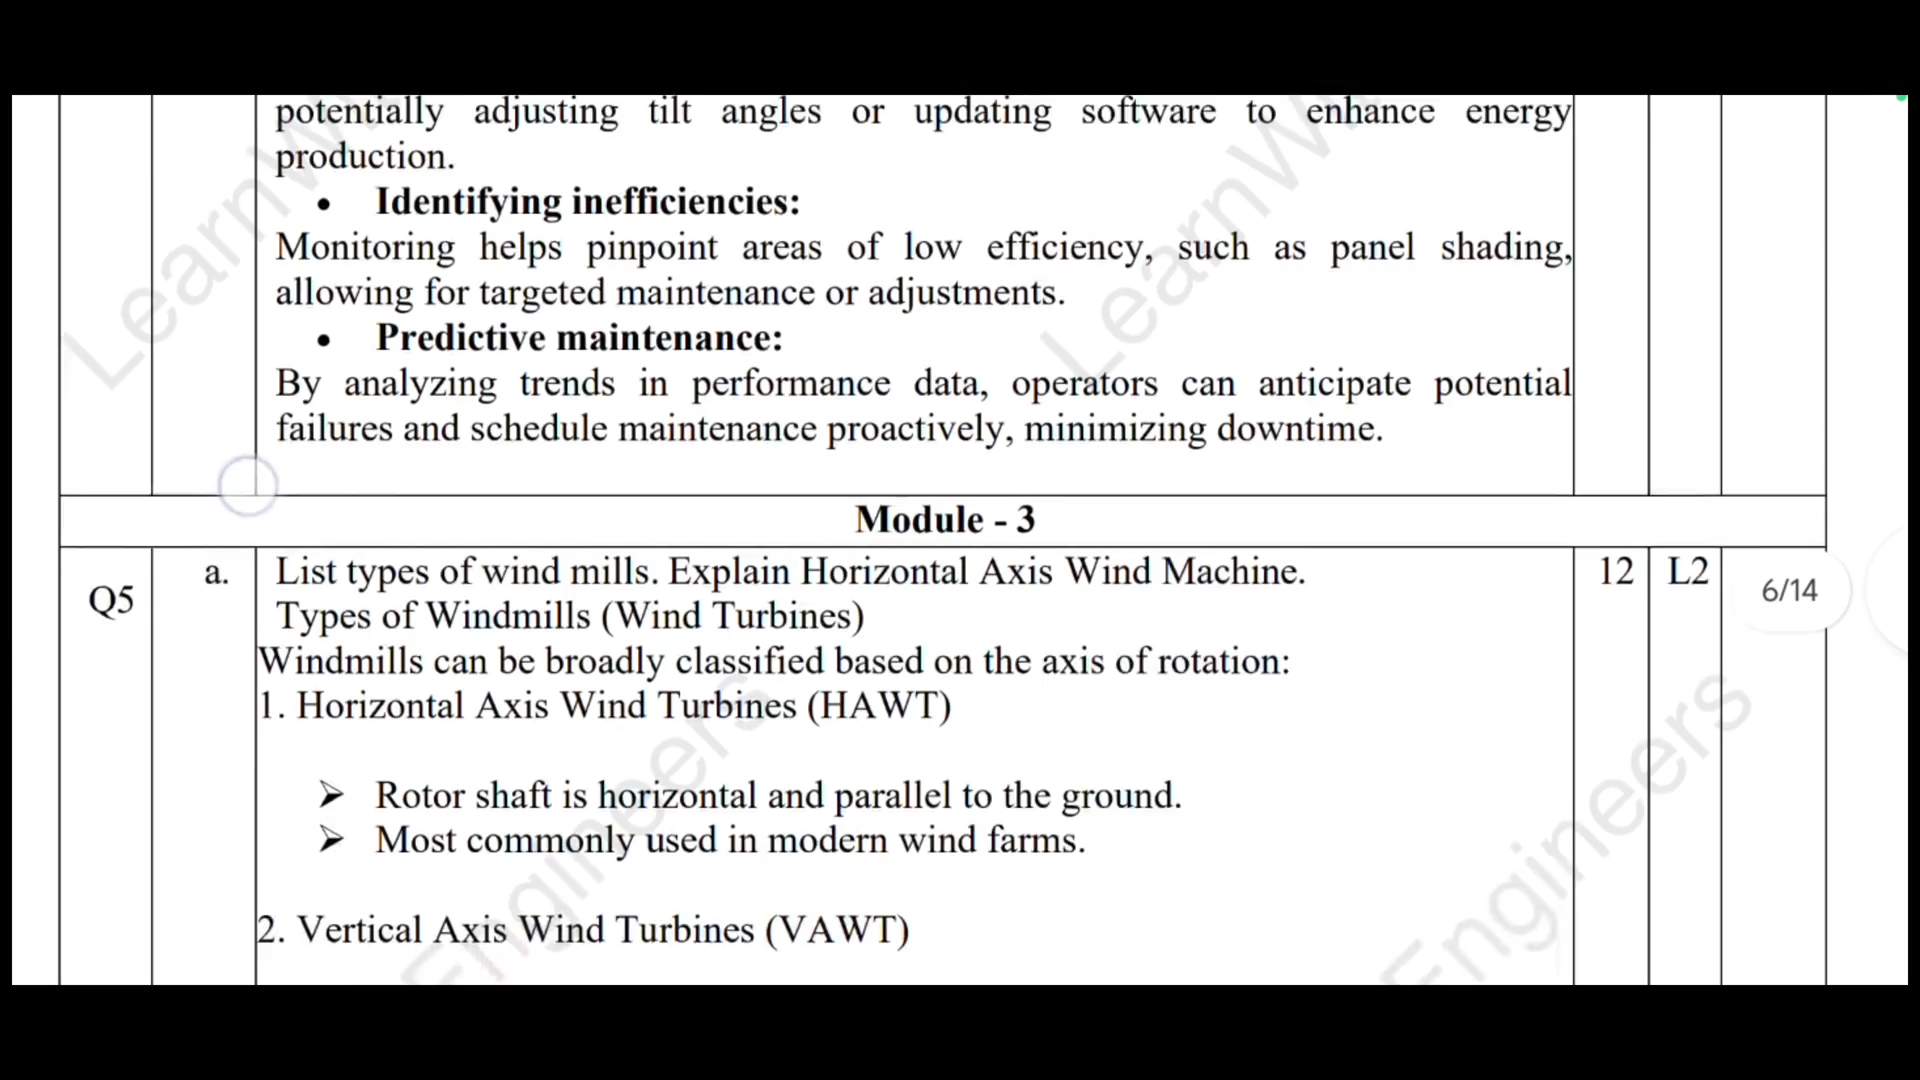 potentially adjusting tilt angles or updating software to enhance energy
production.
• Identifying inefficiencies:
Monitoring helps pinpoint areas of low efficiency, such as panel shading,
allowing for targeted maintenance or adjustments.
• Predictive maintenance:
By analyzing trends in performance data, operators can anticipate potential
failures and schedule maintenance proactively, minimizing downtime.
Module - 3
Q5 a. List types of wind mills. Explain Horizontal Axis Wind Machine. 12 L2
6/14
Types of Windmills (Wind Turbines)
Windmills can be broadly classified based on the axis of rotation:
1. Horizontal Axis Wind Turbines (HAWT)
➢ Rotor shaft is horizontal and parallel to the ground.
➢ Most commonly used in modern wind farms.
2. Vertical Axis Wind Turbines (VAWT)
Engineers
Engineers